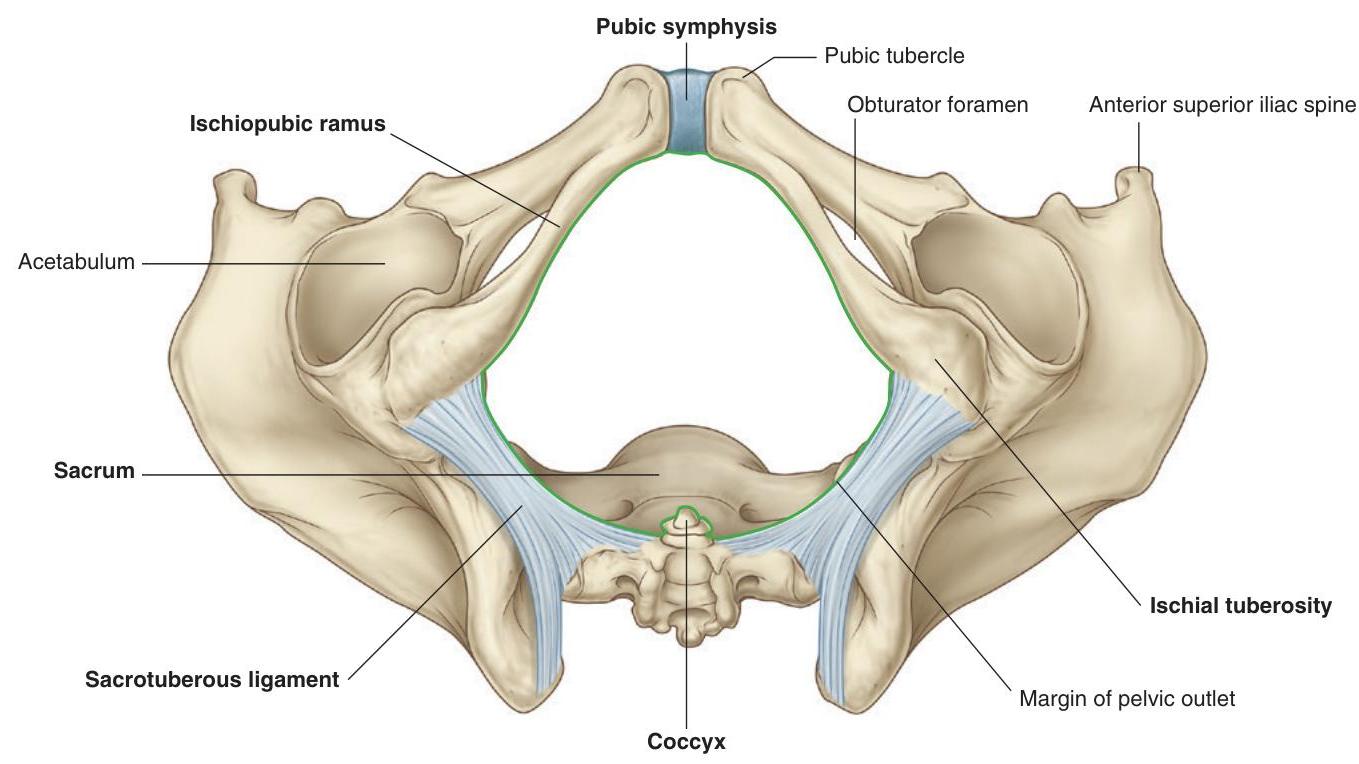 Pubic symphysis
Pubic tubercle
Obturator foramen
Anterior superior iliac spine
Ischiopubic ramus
Acetabulum
Sacrum
Ischial tuberosity
Sacrotuberous ligament
Margin of pelvic outlet
Coccyx